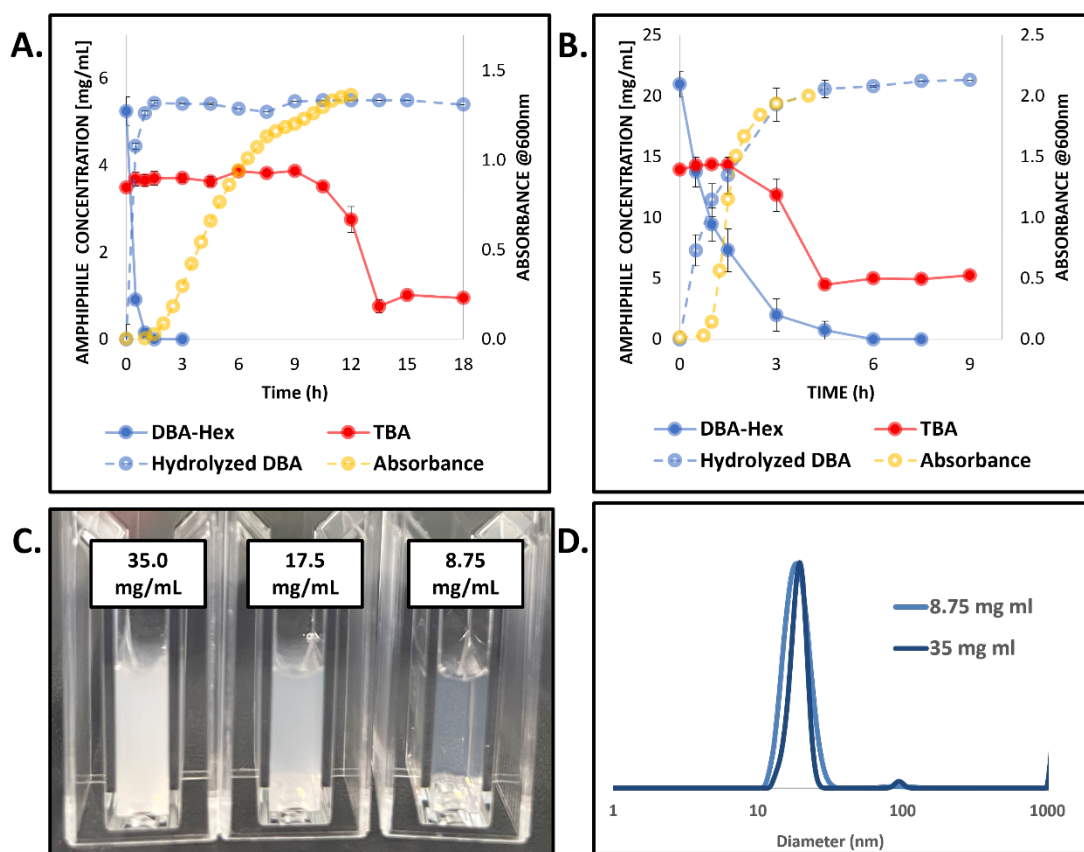 A.
AMPHIPHILE CONCENTRATION [mg/mL]
6
4
2
0
1.5
1.0
0.5
0.0
ABSORBANCE @600nm
0 3 6 9 12 15 18
Time (h)
DBA-Hex TBA
Hydrolyzed DBA Absorbance
B.
AMPHIPHILE CONCENTRATION [mg/mL]
25
20
15
10
5
0
2.5
2.0
1.5
1.0
0.5
0.0
ABSORBANCE @600nm
0 3 6 9
TIME (h)
DBA-Hex TBA
Hydrolyzed DBA Absorbance
C.
35.0
mg/mL
17.5
mg/mL
8.75
mg/mL
D.
8.75 mg ml
35 mg ml
1 10 100 1000
Diameter (nm)